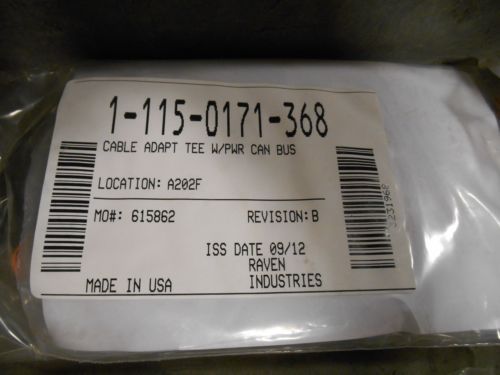 1-115-0171-368
CABLE ADAPT TEE W/PWR CAN BUS
LOCATION: A202F
MO#: 615862
REVISION: B
ISS DATE 09/12
RAVEN
INDUSTRIES
MADE IN USA